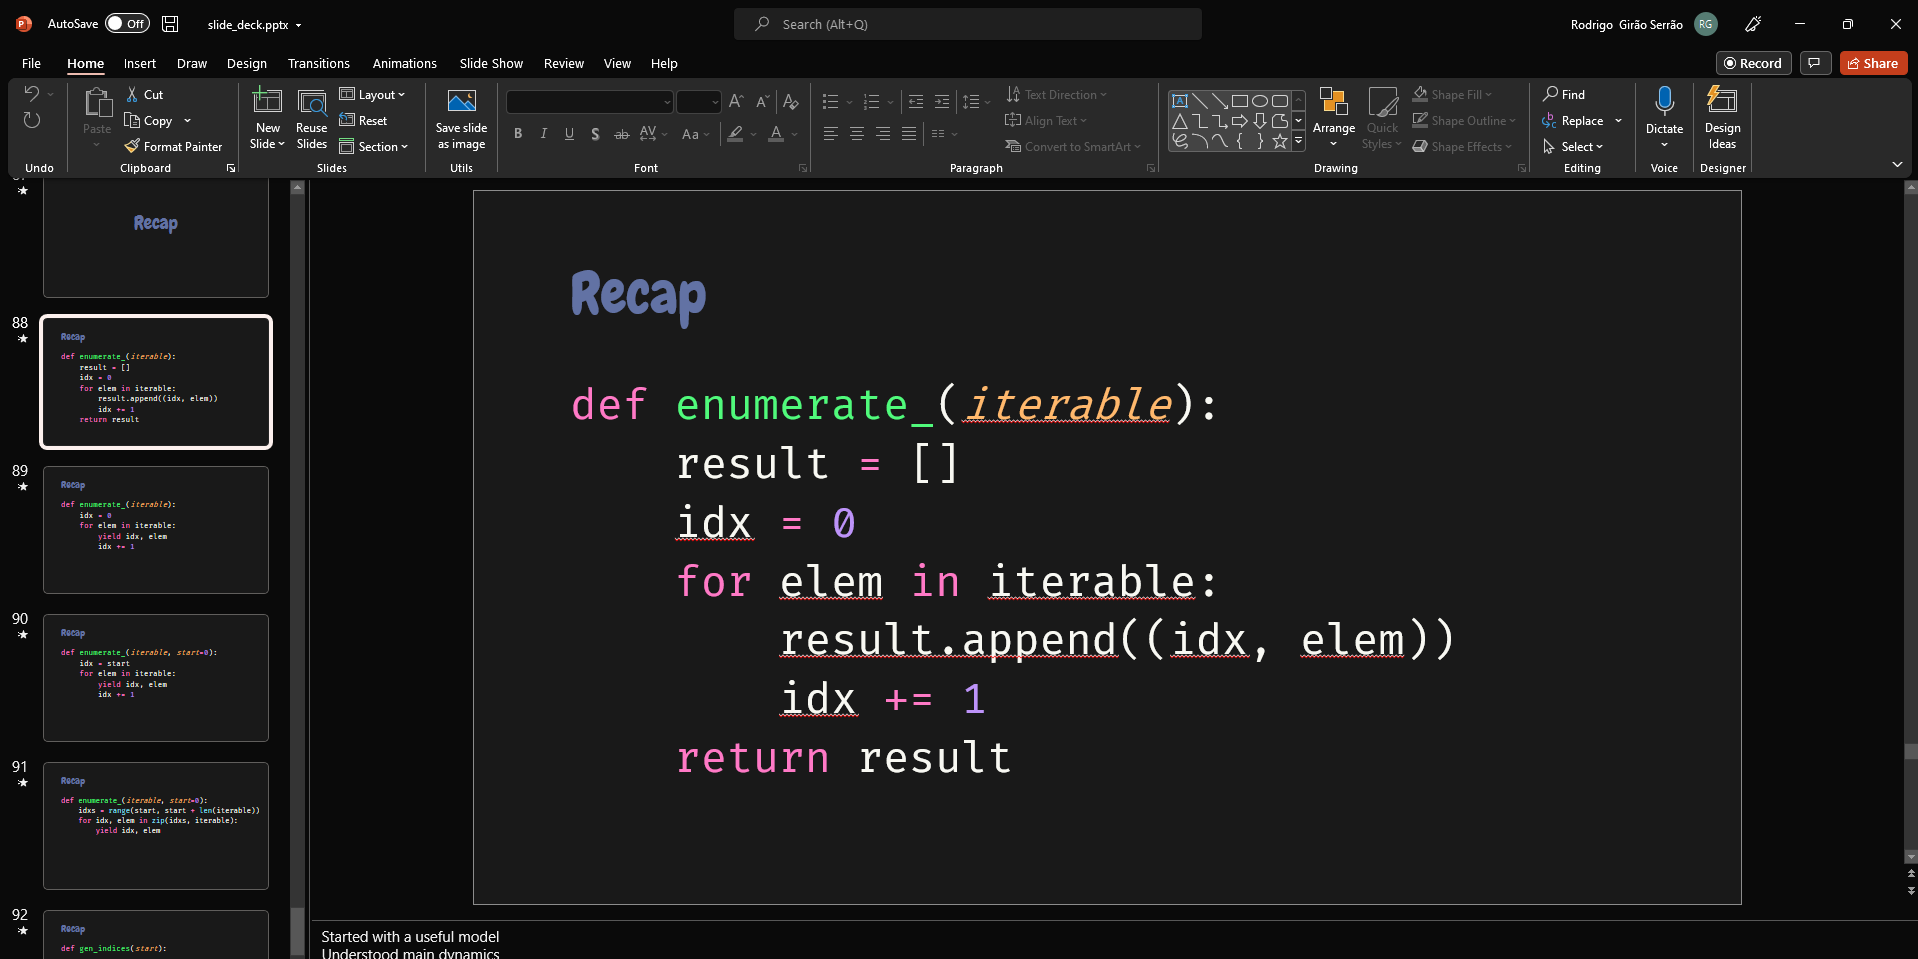 AutoSave Off slide_deck.pptx Search (Alt+Q) Rodrigo Girão Serrão RG
File Home Insert Draw Design Transitions Animations Slide Show Review View Help Record Share
Paste
Cut
Copy
Format Painter
New Slide
Reuse Slides
Layout
Reset
Section
Save slide as image
B I U S ab AV Aa A
Text Direction
Align Text
Convert to SmartArt
Arrange
Quick Styles
Shape Fill
Shape Outline
Shape Effects
Find
Replace
Select
Dictate
Design Ideas
Undo Clipboard Slides Utils Font Paragraph Drawing Editing Voice Designer
Recap
88
Recap
def enumerate_(iterable):
result = []
idx = 0
for elem in iterable:
result.append((idx, elem))
idx += 1
return result
89
Recap
def enumerate_(iterable):
idx = 0
for elem in iterable:
yield idx, elem
idx += 1
90
Recap
def enumerate_(iterable, start=0):
idx = start
for elem in iterable:
yield idx, elem
idx += 1
91
Recap
def enumerate_(iterable, start=0):
idxs = range(start, start + len(iterable))
for idx, elem in zip(idxs, iterable):
yield idx, elem
92
Recap
def gen_indices(start):
Recap
def enumerate_(iterable):
result = []
idx = 0
for elem in iterable:
result.append((idx, elem))
idx += 1
return result
Started with a useful model
Understood main dynamics